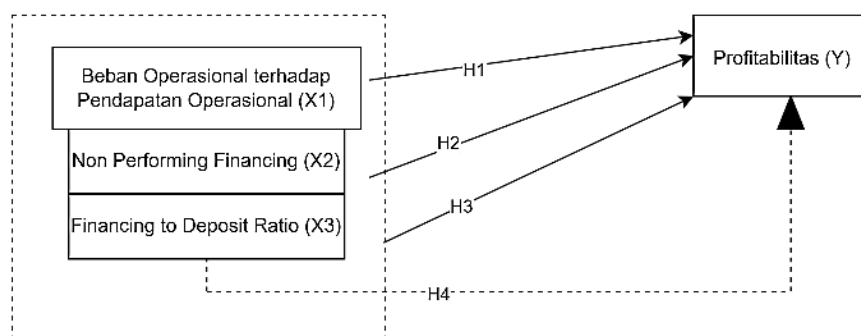 Beban Operasional terhadap
Pendapatan Operasional (X1)
Non Performing Financing (X2)
Financing to Deposit Ratio (X3)
H1
H2
H3
H4
Profitabilitas (Y)